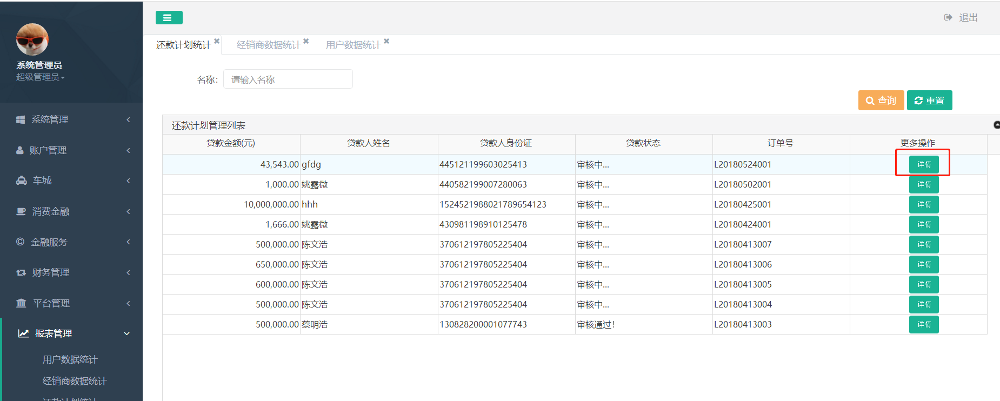 退出
系统管理员
超级管理员
系统管理
账户管理
车城
消费金融
金融服务
财务管理
平台管理
报表管理
用户数据统计
经销商数据统计
还款计划统计
还款计划统计 经销商数据统计 用户数据统计
名称: 请输入名称
查询 重置
还款计划管理列表
贷款金额(元) 贷款人姓名 贷款人身份证 贷款状态 订单号 更多操作
43,543.00 gfdg 445121199603025413 审核中... L20180524001 详情
1,000.00 姚露微 440582199007280063 审核中... L20180502001 详情
10,000,000.00 hhh 1524521988021789654123 审核中... L20180425001 详情
1,666.00 姚露微 430981198910125478 审核中... L20180424001 详情
500,000.00 陈文浩 370612197805225404 审核中... L20180413007 详情
650,000.00 陈文浩 370612197805225404 审核中... L20180413006 详情
600,000.00 陈文浩 370612197805225404 审核中... L20180413005 详情
500,000.00 陈文浩 370612197805225404 审核中... L20180413004 详情
500,000.00 蔡明浩 130828200001077743 审核通过! L20180413003 详情